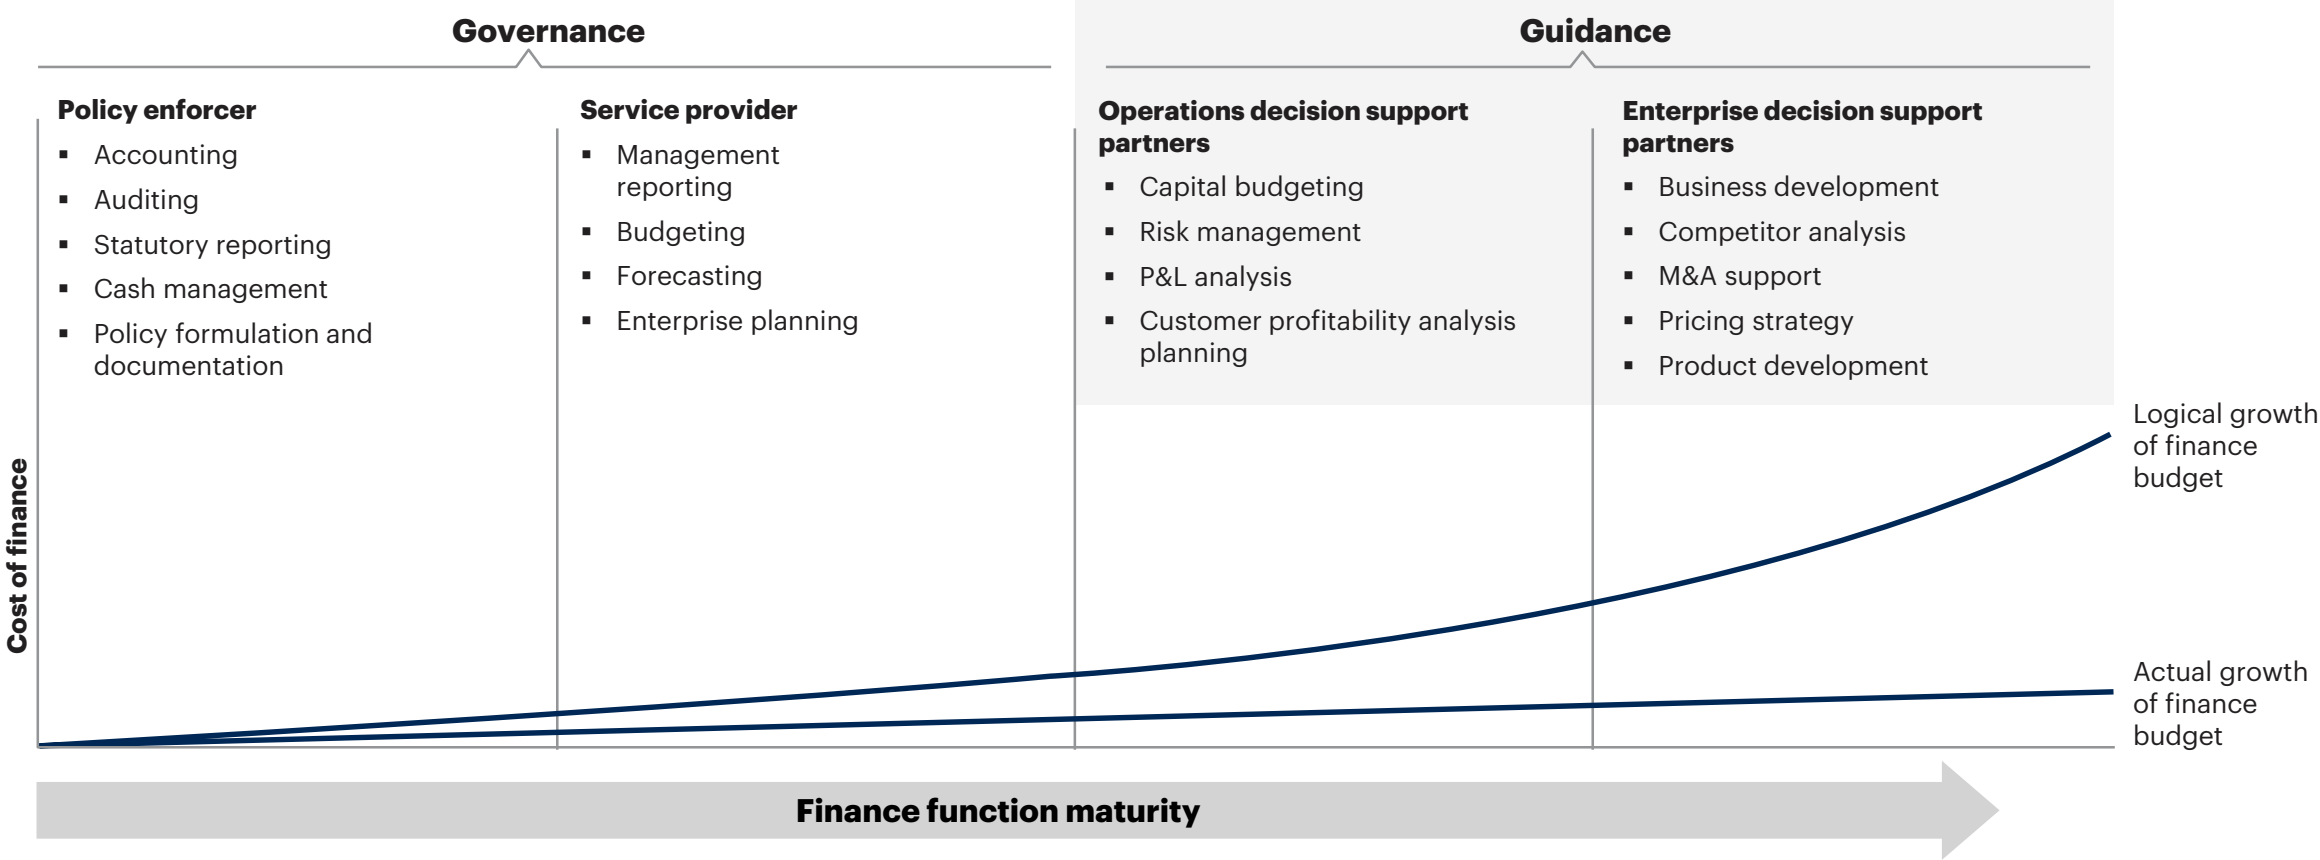 Governance
Policy enforcer
▪ Accounting
▪ Auditing
▪ Statutory reporting
▪ Cash management
▪ Policy formulation and
documentation
Service provider
▪ Management
reporting
▪ Budgeting
▪ Forecasting
▪ Enterprise planning
Guidance
Operations decision support
partners
▪ Capital budgeting
▪ Risk management
▪ P&L analysis
▪ Customer profitability analysis
planning
Enterprise decision support
partners
▪ Business development
▪ Competitor analysis
▪ M&A support
▪ Pricing strategy
▪ Product development
Cost of finance
Logical growth
of finance
budget
Actual growth
of finance
budget
Finance function maturity